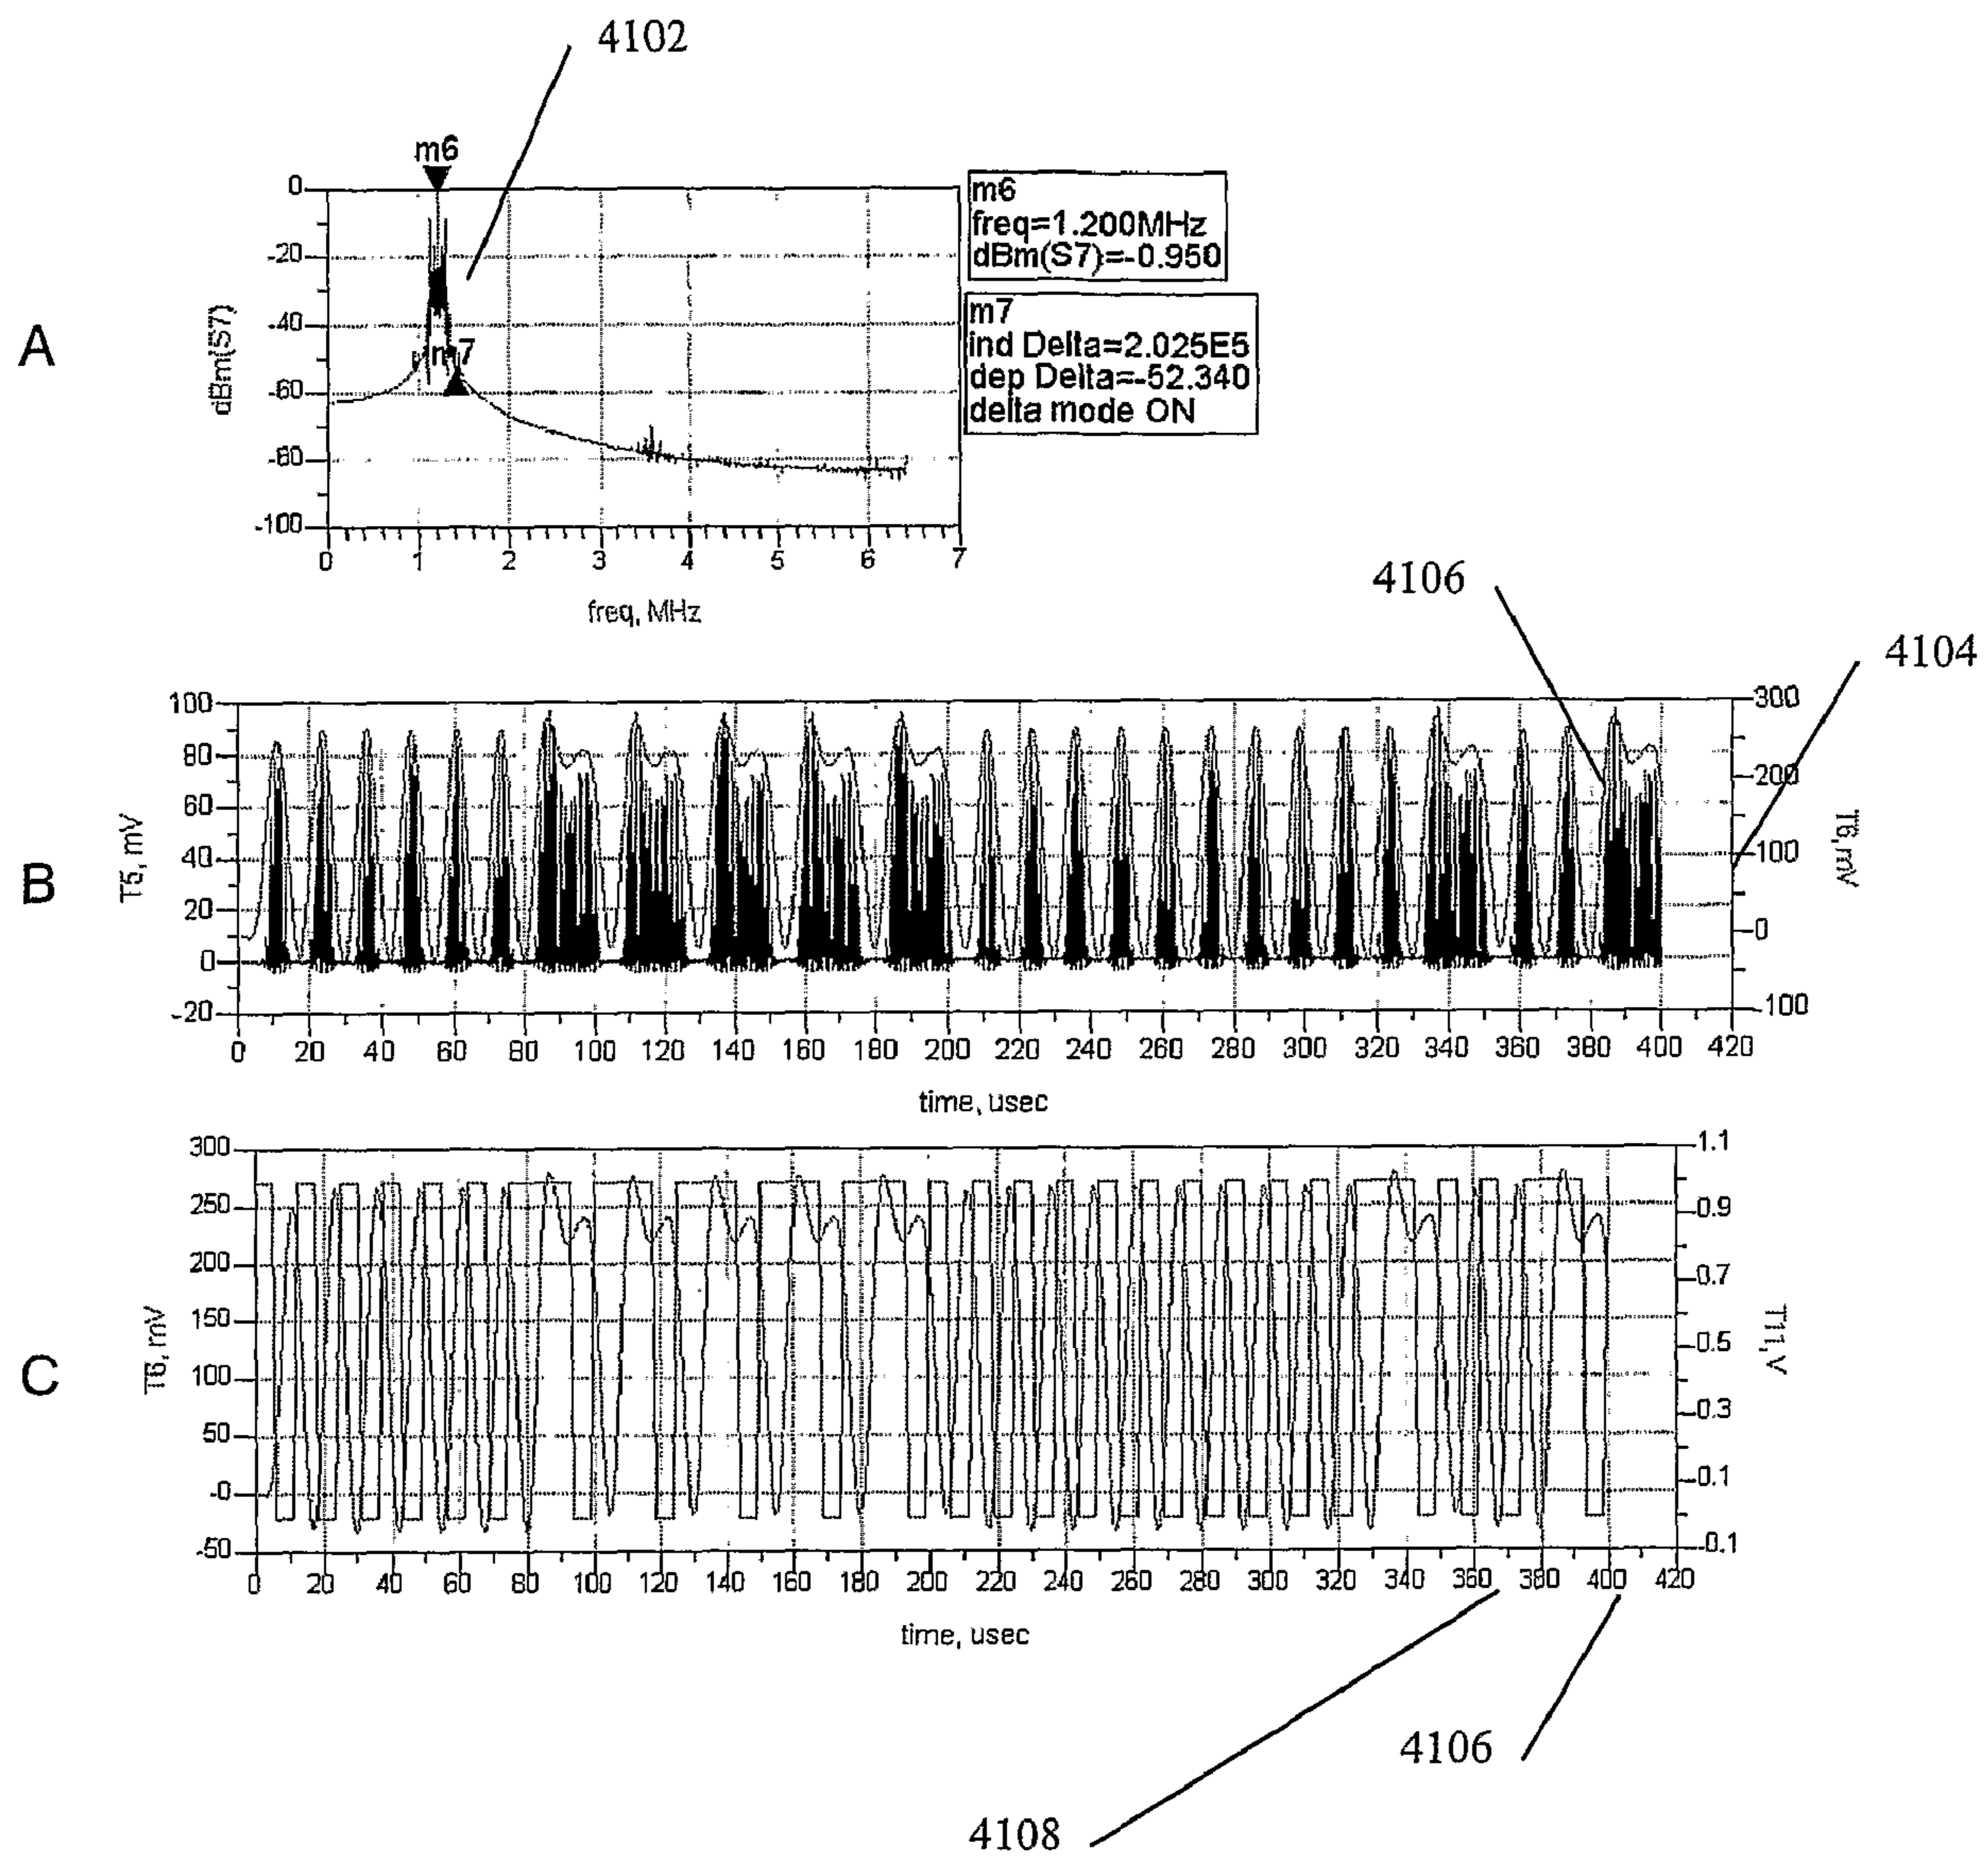 4102
A
m6
m7
0
-20
-40
-60
-80
-100
dBm(S7)
0 1 2 3 4 5 6 7
freq, MHz
m6
freq=1.200MHz
dBm(S7)=-0.950
m7
ind Delta=2.025E5
dep Delta=-52.340
delta mode ON
4106
4104
B
100
80
60
40
20
0
-20
T5, mV
300
200
100
-0
-100
T6, mV
0 20 40 60 80 100 120 140 160 180 200 220 240 260 280 300 320 340 360 380 400 420
time, usec
C
300
250
200
150
100
50
-0
-50
T6, mV
1.1
0.9
0.7
0.5
0.3
0.1
-0.1
T11, V
0 20 40 60 80 100 120 140 160 180 200 220 240 260 280 300 320 340 360 380 400 420
time, usec
4106
4108